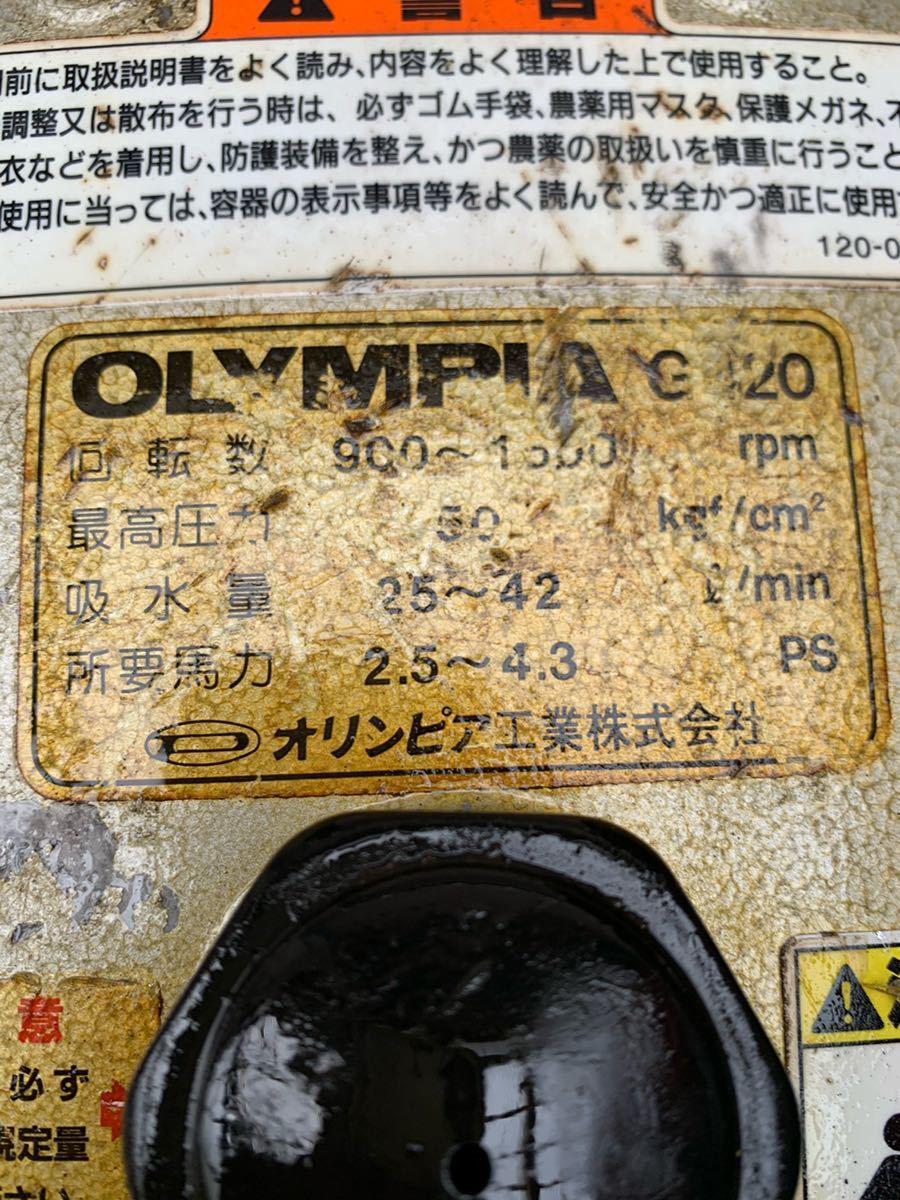 警告
前に取扱説明書をよく読み、内容をよく理解した上で使用すること。
調整又は散布を行う時は、必ずゴム手袋、農薬用マスク、保護メガネ、不
衣などを着用し、防護装備を整え、かつ農薬の取扱いを慎重に行うこと
使用に当っては、容器の表示事項等をよく読んで、安全かつ適正に使用
120-0
OLYMPIA
回転数 rpm
最高圧力 50 kgf/cm²
吸水量 25～42 ℓ/min
所要馬力 2.5～4.3 PS
オリンピア工業株式会社
意
必ず
規定量